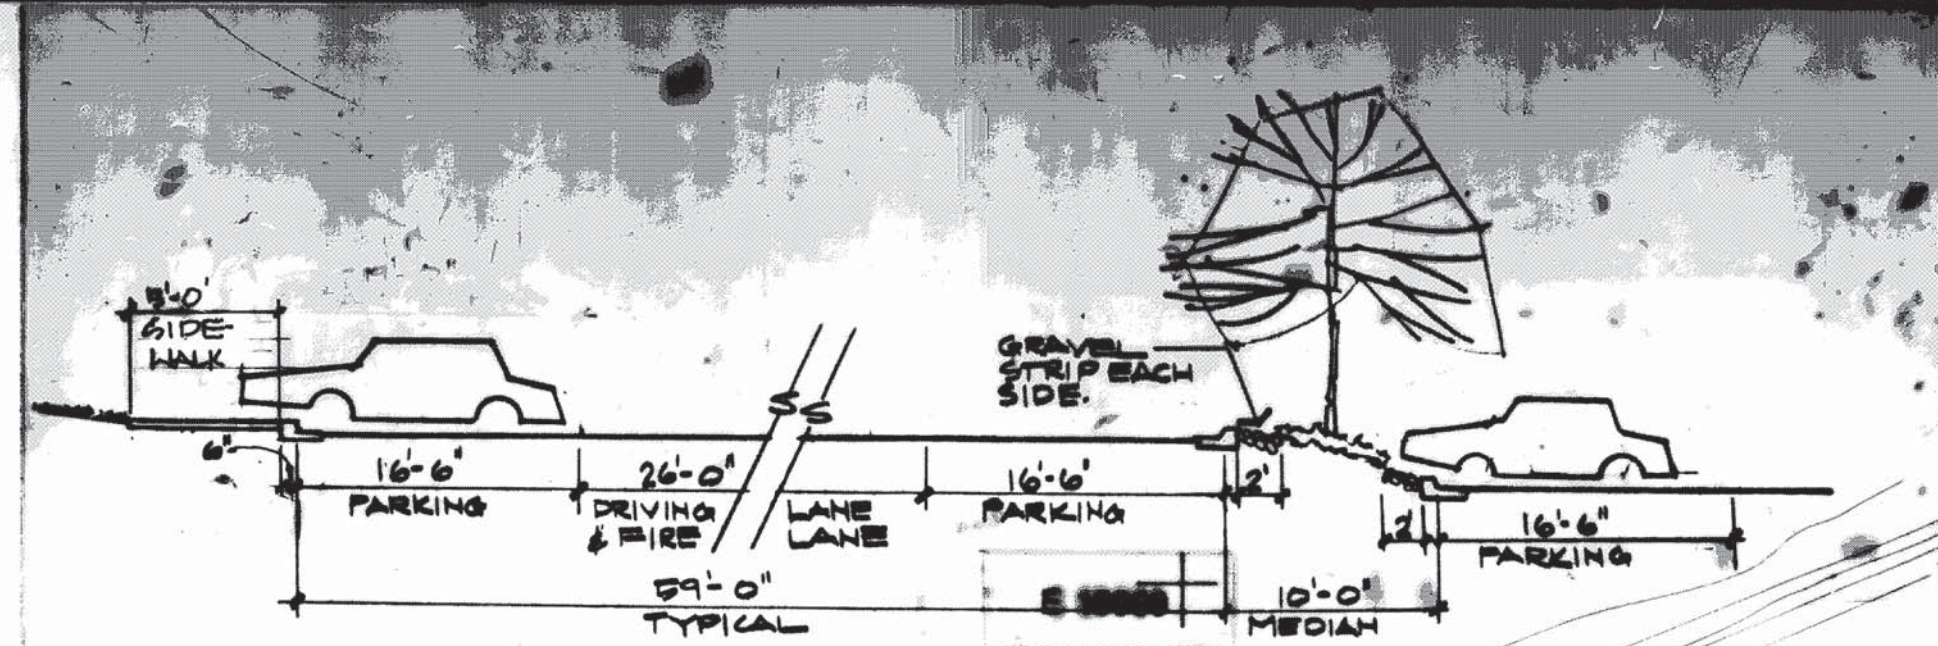 5'-0"
SIDE-
WALK
GRAVEL
STRIP EACH
SIDE.
6"
16'-6"
PARKING
26'-0"
DRIVING LANE
& FIRE LANE
16'-6"
PARKING
2'
2'
16'-6"
PARKING
59'-0"
TYPICAL
10'-0"
MEDIAN